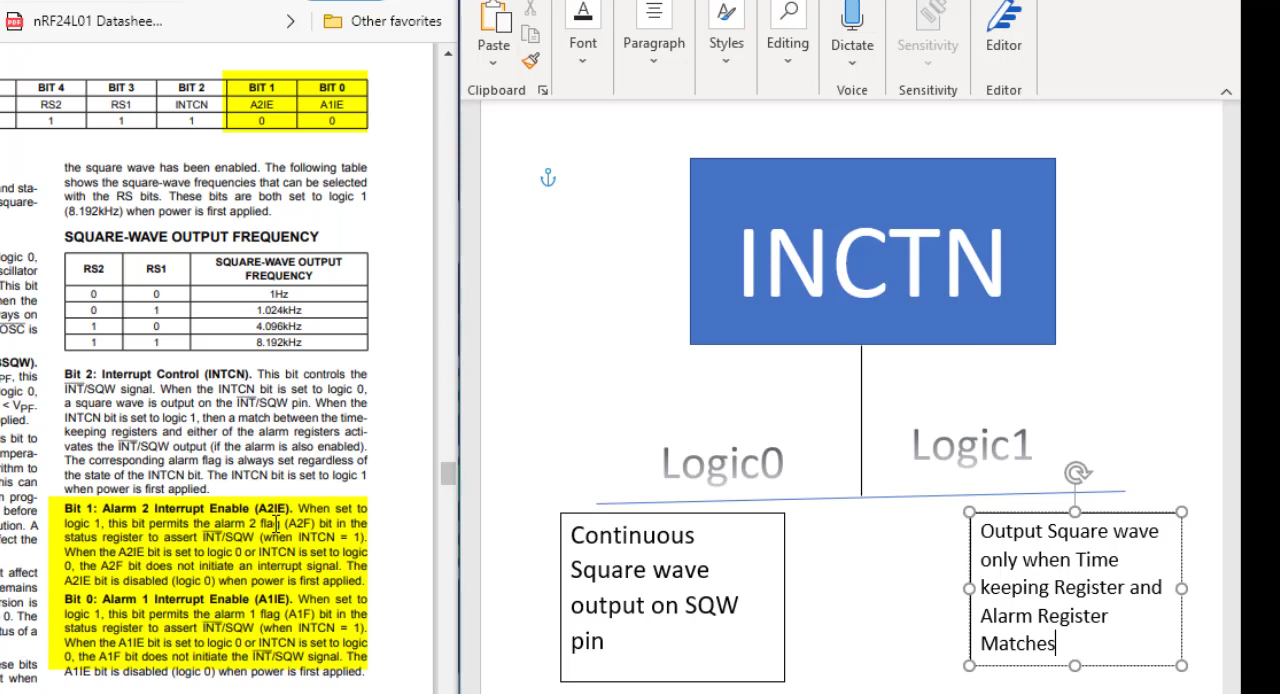 nRF24L01 Datashee...
Other favorites
BIT 4 BIT 3 BIT 2 BIT 1 BIT 0
RS2 RS1 INTCN A2IE A1IE
1 1 1 0 0
the square wave has been enabled. The following table
shows the square-wave frequencies that can be selected
with the RS bits. These bits are both set to logic 1
(8.192kHz) when power is first applied.
SQUARE-WAVE OUTPUT FREQUENCY
RS2 RS1 SQUARE-WAVE OUTPUT
FREQUENCY
0 0 1Hz
0 1 1.024kHz
1 0 4.096kHz
1 1 8.192kHz
Bit 2: Interrupt Control (INTCN). This bit controls the
INT/SQW signal. When the INTCN bit is set to logic 0,
a square wave is output on the INT/SQW pin. When the
INTCN bit is set to logic 1, then a match between the time-
keeping registers and either of the alarm registers acti-
vates the INT/SQW output (if the alarm is also enabled).
The corresponding alarm flag is always set regardless of
the state of the INTCN bit. The INTCN bit is set to logic 1
when power is first applied.
Bit 1: Alarm 2 Interrupt Enable (A2IE). When set to
logic 1, this bit permits the alarm 2 flag (A2F) bit in the
status register to assert INT/SQW (when INTCN = 1).
When the A2IE bit is set to logic 0 or INTCN is set to logic
0, the A2F bit does not initiate an interrupt signal. The
A2IE bit is disabled (logic 0) when power is first applied.
Bit 0: Alarm 1 Interrupt Enable (A1IE). When set to
logic 1, this bit permits the alarm 1 flag (A1F) bit in the
status register to assert INT/SQW (when INTCN = 1).
When the A1IE bit is set to logic 0 or INTCN is set to logic
0, the A1F bit does not initiate the INT/SQW signal. The
A1IE bit is disabled (logic 0) when power is first applied.
Paste Font Paragraph Styles Editing Dictate Sensitivity Editor
Clipboard Voice Sensitivity Editor
INCTN
Logic0
Logic1
Continuous
Square wave
output on SQW
pin
Output Square wave
only when Time
keeping Register and
Alarm Register
Matches